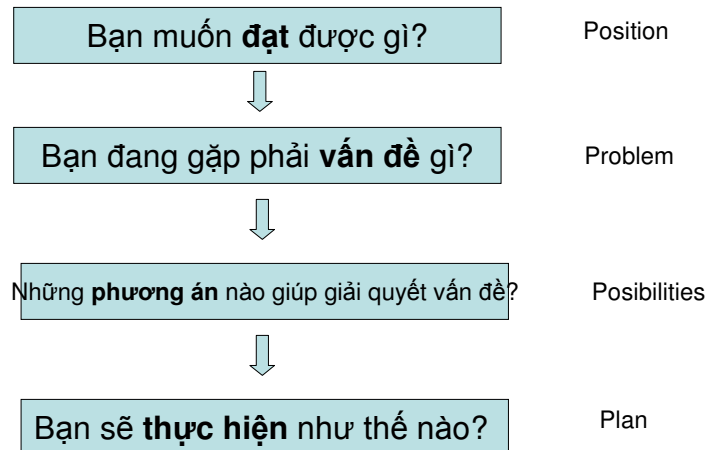 Bạn muốn đạt được gì?
Position
Bạn đang gặp phải vấn đề gì?
Problem
Những phương án nào giúp giải quyết vấn đề?
Posibilities
Bạn sẽ thực hiện như thế nào?
Plan